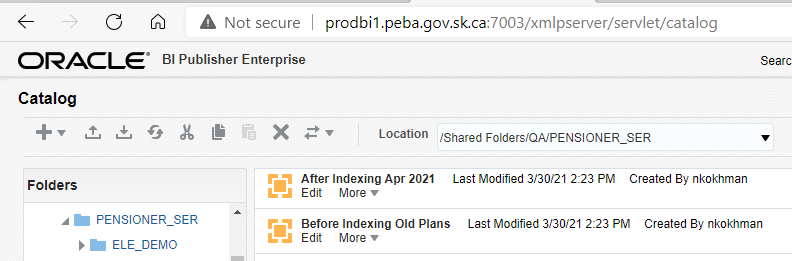 Not secure prodbi1.peba.gov.sk.ca:7003/xmlpserver/servlet/catalog
ORACLE® BI Publisher Enterprise
Searc
Catalog
Location /Shared Folders/QA/PENSIONER_SER
Folders
PENSIONER_SER
ELE_DEMO
After Indexing Apr 2021 Last Modified 3/30/21 2:23 PM Created By nkokhman
Edit More
Before Indexing Old Plans Last Modified 3/30/21 2:23 PM Created By nkokhman
Edit More